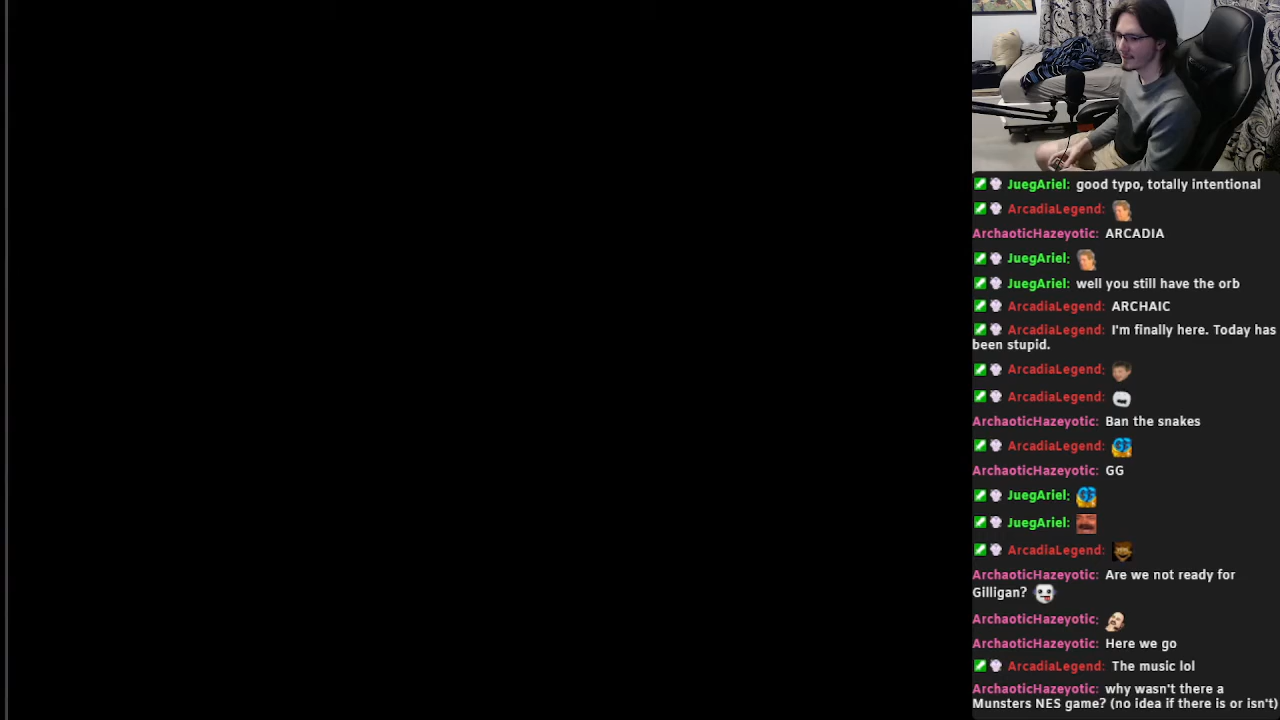 JuegAriel: good typo, totally intentional
ArcadiaLegend:
ArchaoticHazeyotic: ARCADIA
JuegAriel:
JuegAriel: well you still have the orb
ArcadiaLegend: ARCHAIC
ArcadiaLegend: I'm finally here. Today has
been stupid.
ArcadiaLegend:
ArcadiaLegend:
ArchaoticHazeyotic: Ban the snakes
ArcadiaLegend:
ArchaoticHazeyotic: GG
JuegAriel:
JuegAriel:
ArcadiaLegend:
ArchaoticHazeyotic: Are we not ready for
Gilligan?
ArchaoticHazeyotic:
ArchaoticHazeyotic: Here we go
ArcadiaLegend: The music lol
ArchaoticHazeyotic: why wasn't there a
Munsters NES game? (no idea if there is or isn't)